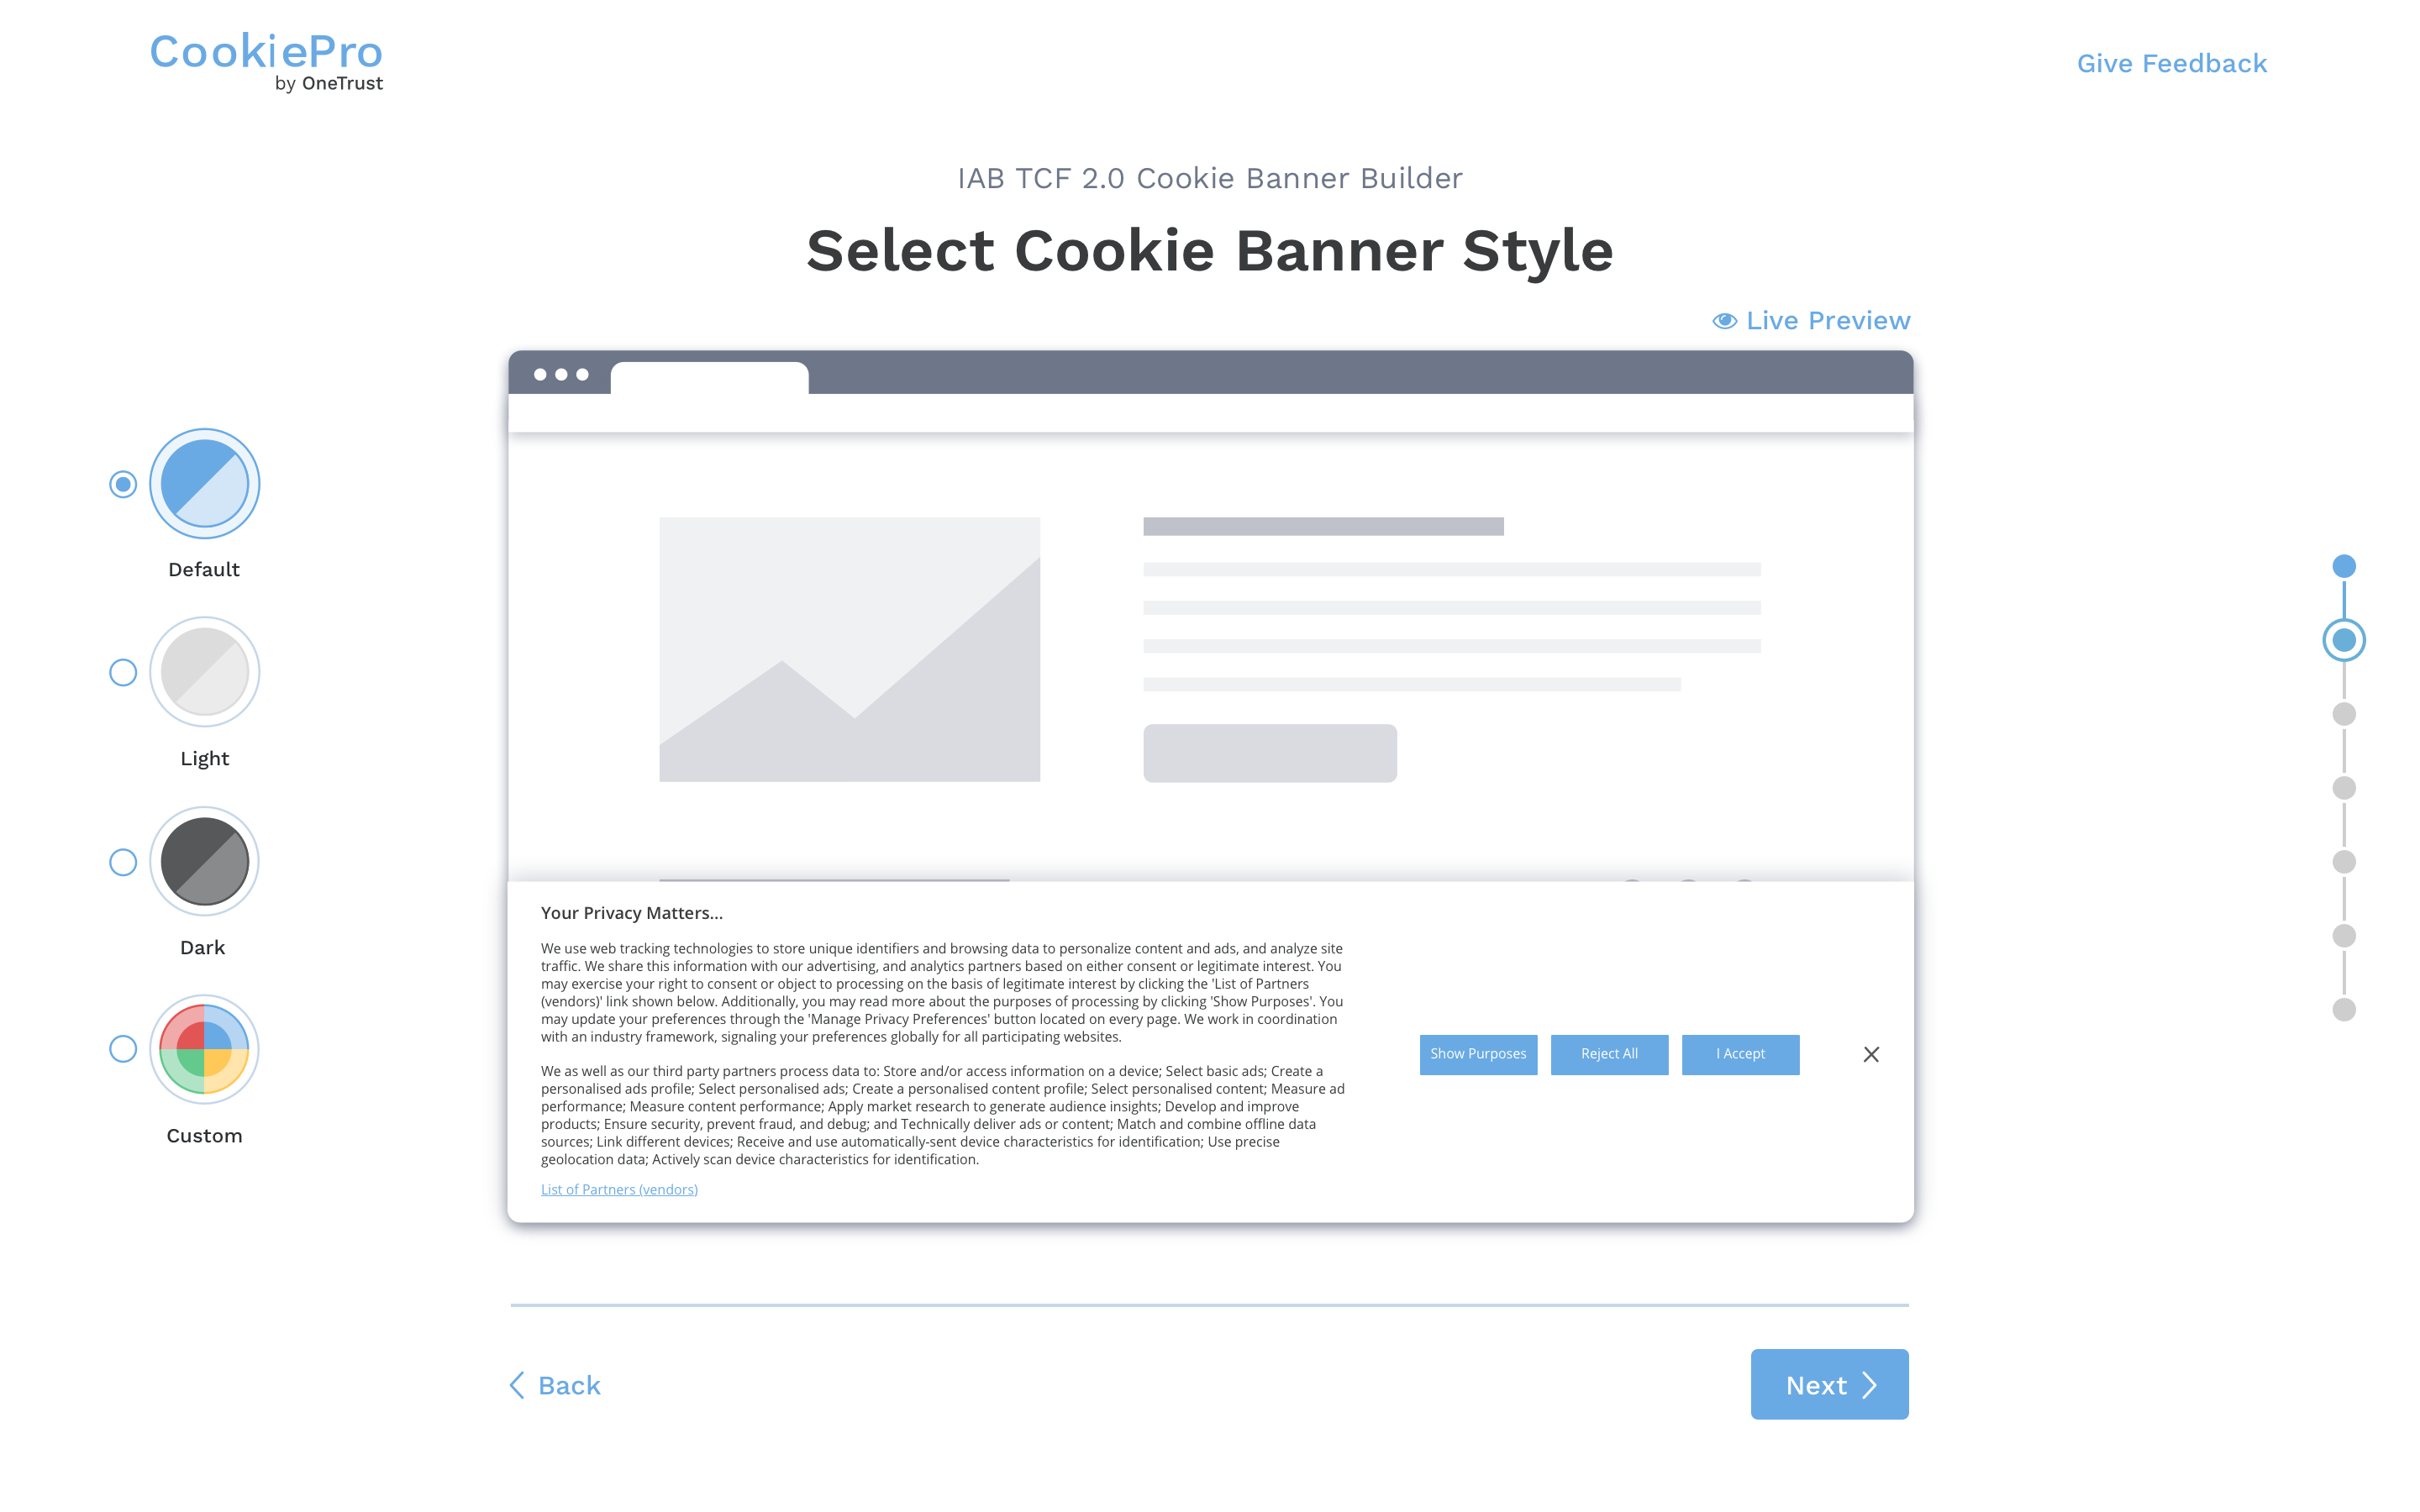 CookiePro
by OneTrust
Give Feedback
IAB TCF 2.0 Cookie Banner Builder
Select Cookie Banner Style
Live Preview
Default
Light
Dark
Custom
Your Privacy Matters...
We use web tracking technologies to store unique identifiers and browsing data to personalize content and ads, and analyze site
traffic. We share this information with our advertising, and analytics partners based on either consent or legitimate interest. You
may exercise your right to consent or object to processing on the basis of legitimate interest by clicking the 'List of Partners
(vendors)' link shown below. Additionally, you may read more about the purposes of processing by clicking 'Show Purposes'. You
may update your preferences through the 'Manage Privacy Preferences' button located on every page. We work in coordination
with an industry framework, signaling your preferences globally for all participating websites.
We as well as our third party partners process data to: Store and/or access information on a device; Select basic ads; Create a
personalised ads profile; Select personalised ads; Create a personalised content profile; Select personalised content; Measure ad
performance; Measure content performance; Apply market research to generate audience insights; Develop and improve
products; Ensure security, prevent fraud, and debug; and Technically deliver ads or content; Match and combine offline data
sources; Link different devices; Receive and use automatically-sent device characteristics for identification; Use precise
geolocation data; Actively scan device characteristics for identification.
List of Partners (vendors)
Show Purposes
Reject All
I Accept
Back
Next